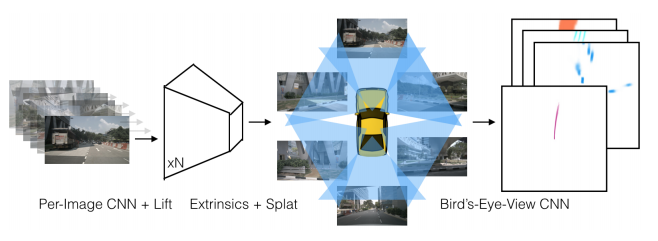 xN
Per-Image CNN + Lift
Extrinsics + Splat
Bird's-Eye-View CNN